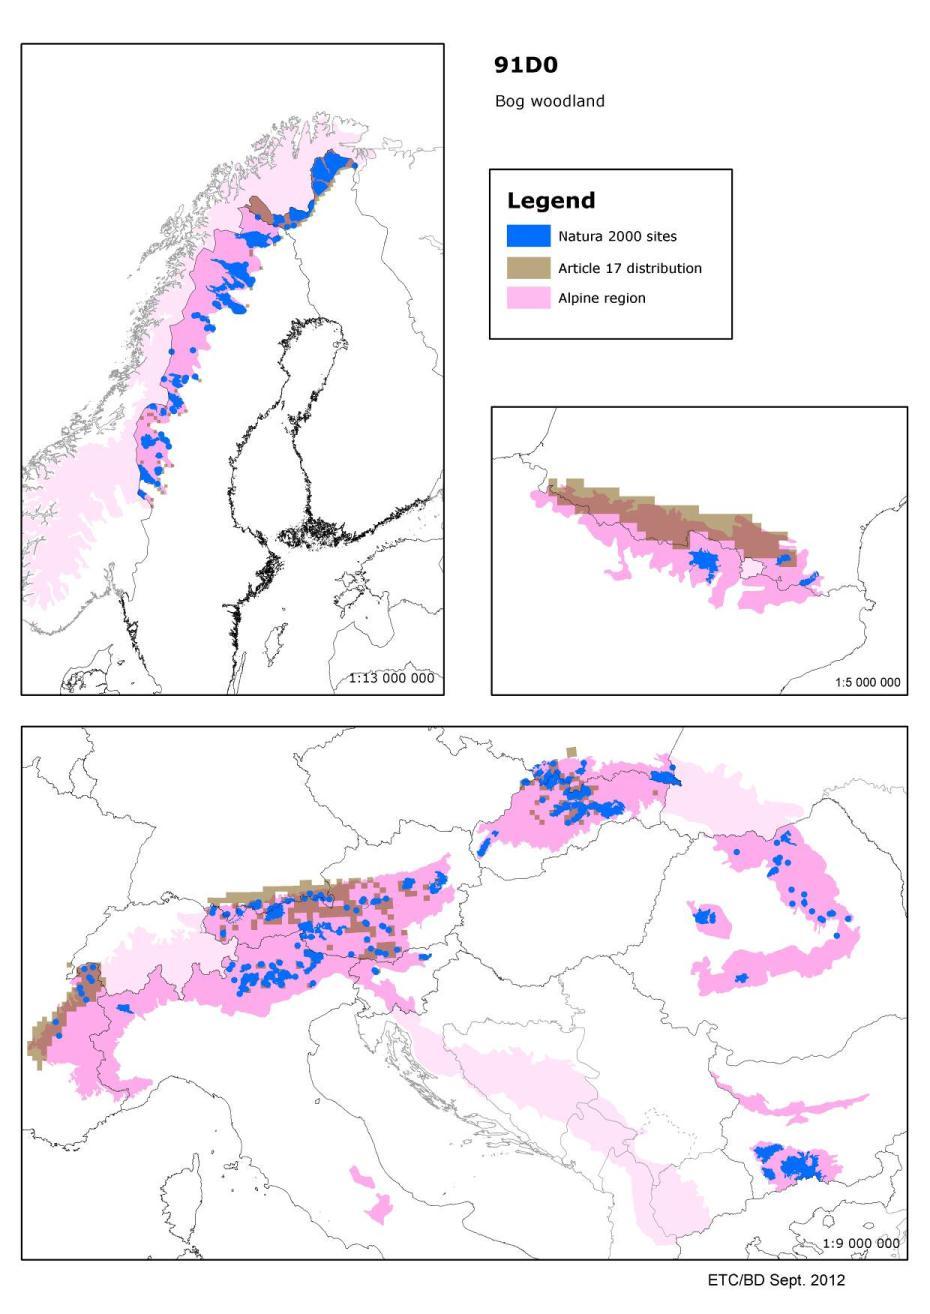 91D0
Bog woodland
Legend
Natura 2000 sites
Article 17 distribution
Alpine region
1:13 000 000
1:5 000 000
1:9 000 000
ETC/BD Sept. 2012